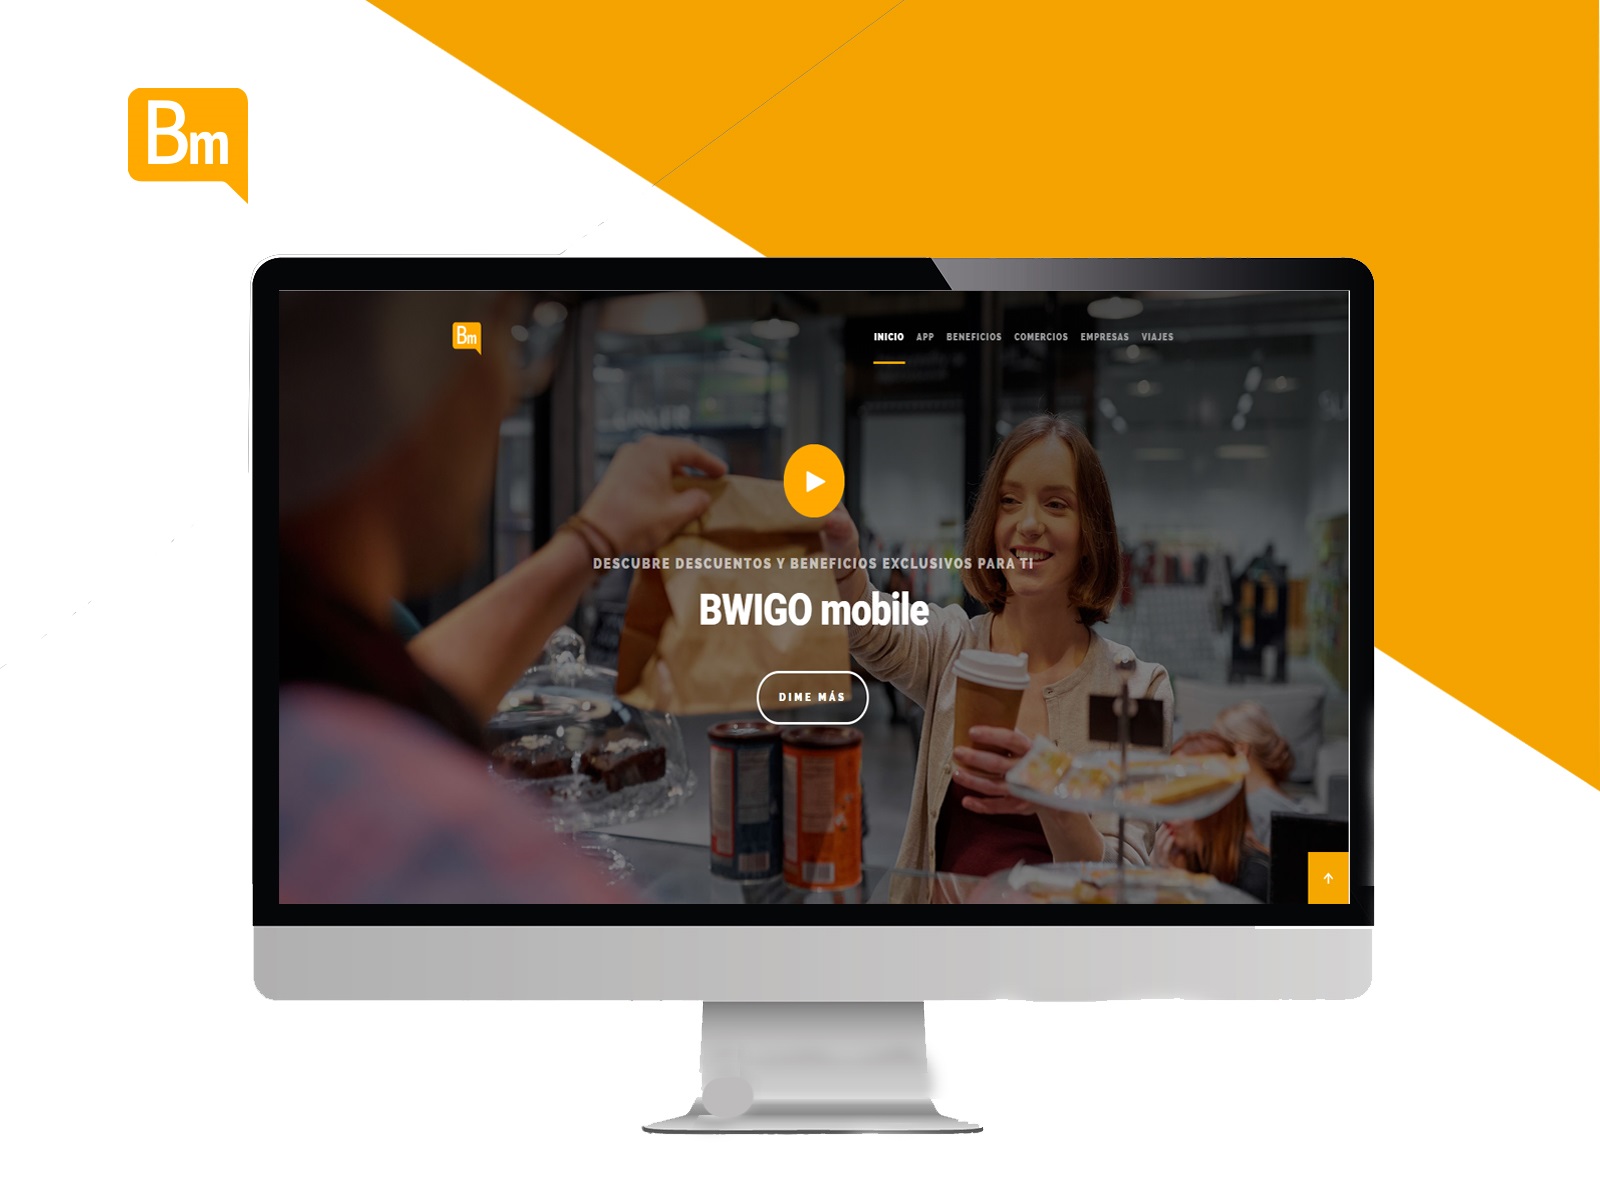 Bm
Bm
INICIO APP BENEFICIOS COMERCIOS EMPRESAS VIAJES
DESCUBRE DESCUENTOS Y BENEFICIOS EXCLUSIVOS PARA TI
BWIGO mobile
DIME MÁS